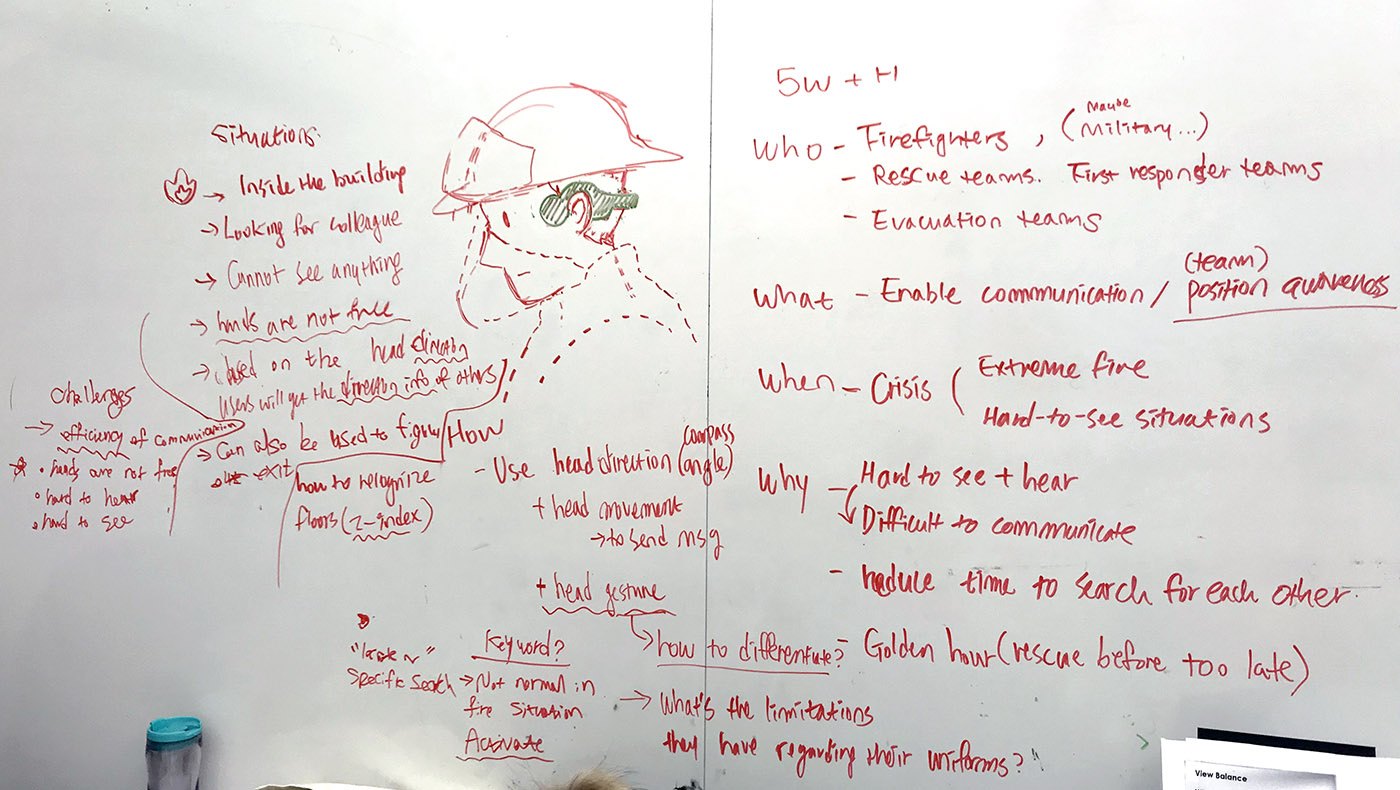 Situations:
→ Inside the building
→ Looking for colleague
→ Cannot see anything
→ hands are not free
→ based on the head direction
users will get the direction info of others
→ Can also be used to figure
out exit
Challenges
→ efficiency of communication
• hands are not free
• hard to hear
• hard to see
how to recognize
floors (z-index)
How
- Use head direction (compass
angle)
+ head movement
→ to send msg
+ head gesture
→ how to differentiate?
→ What's the limitations
they have regarding their uniforms?"
Keyword?
specific search → Not normal in
fire situation
Activate
5W + H
Who - Firefighters , (Maybe
Military...)
- Rescue teams. First responder teams
- Evacuation teams
What - Enable communication / (team)
position awareness
When - Crisis ( Extreme fire
Hard-to-see situations
Why - Hard to see + hear
→ Difficult to communicate
- Reduce time to search for each other.
- Golden hour (rescue before too late)
View Balance